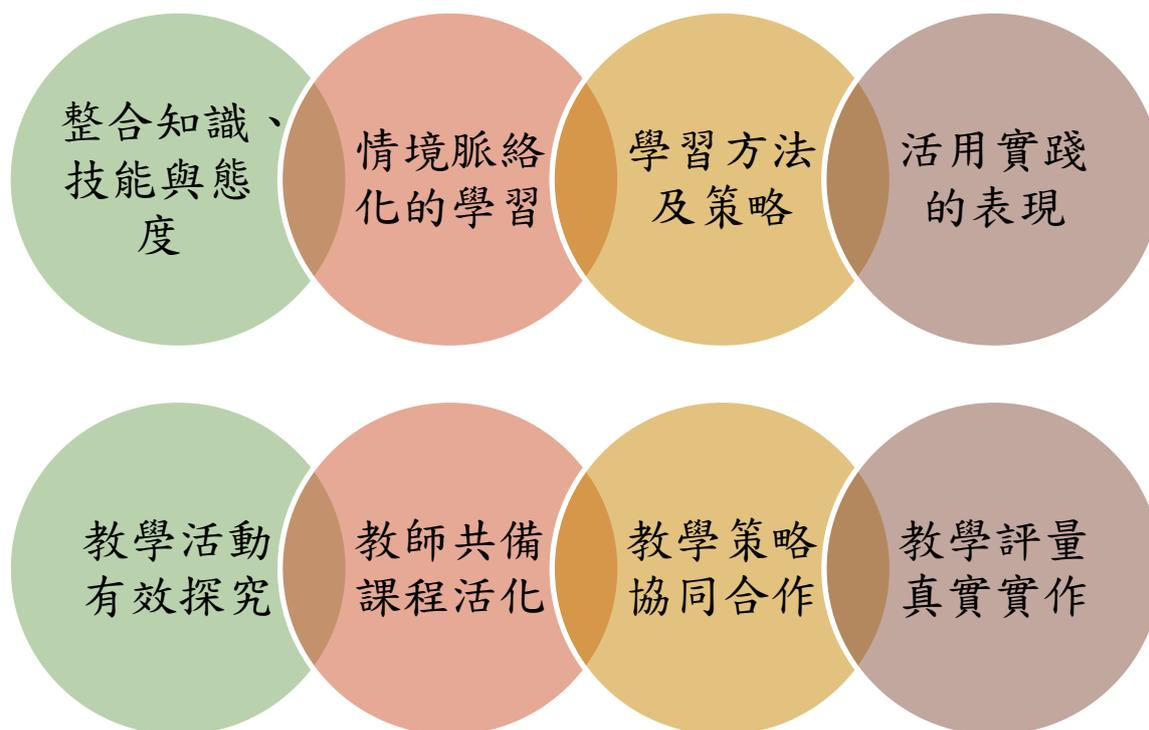 整合知識、
技能與態
度
情境脈絡
化的學習
學習方法
及策略
活用實踐
的表現
教學活動
有效探究
教師共備
課程活化
教學策略
協同合作
教學評量
真實實作